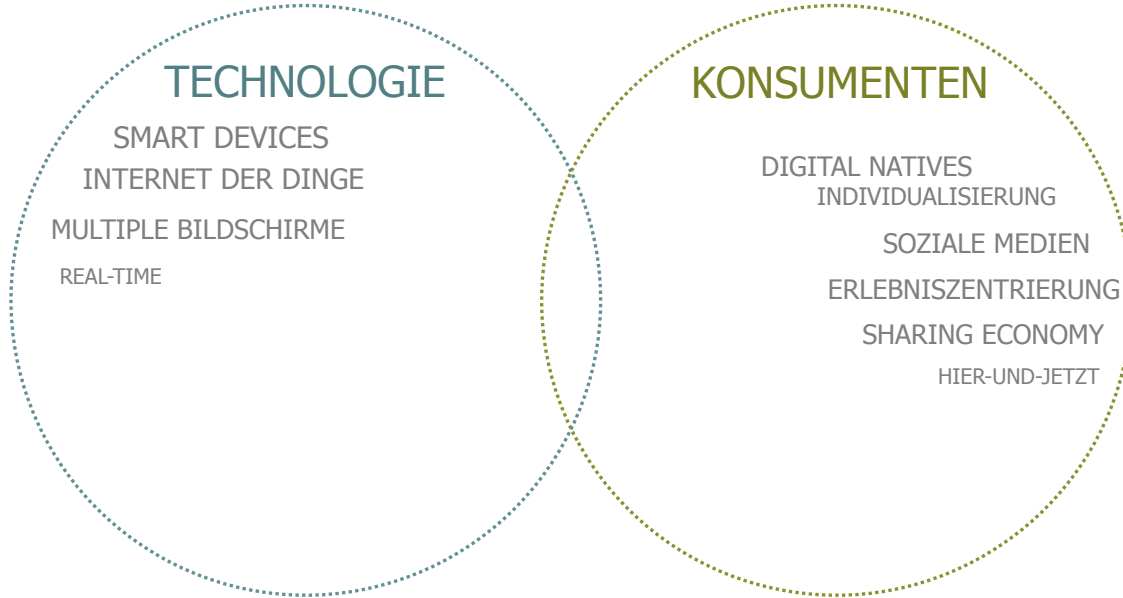 TECHNOLOGIE
SMART DEVICES
INTERNET DER DINGE
MULTIPLE BILDSCHIRME
REAL-TIME
KONSUMENTEN
DIGITAL NATIVES
INDIVIDUALISIERUNG
SOZIALE MEDIEN
ERLEBNISZENTRIERUNG
SHARING ECONOMY
HIER-UND-JETZT